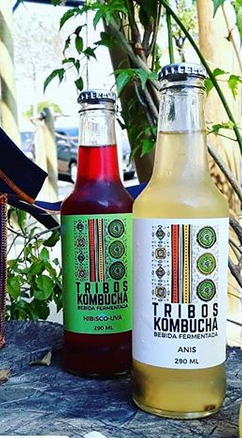 TRIBOS
KOMBUCHA
BEBIDA FERMENTADA
HIBISCO-UVA
290 ML
TRIBOS
KOMBUCHA
BEBIDA FERMENTADA
ANIS
290 ML